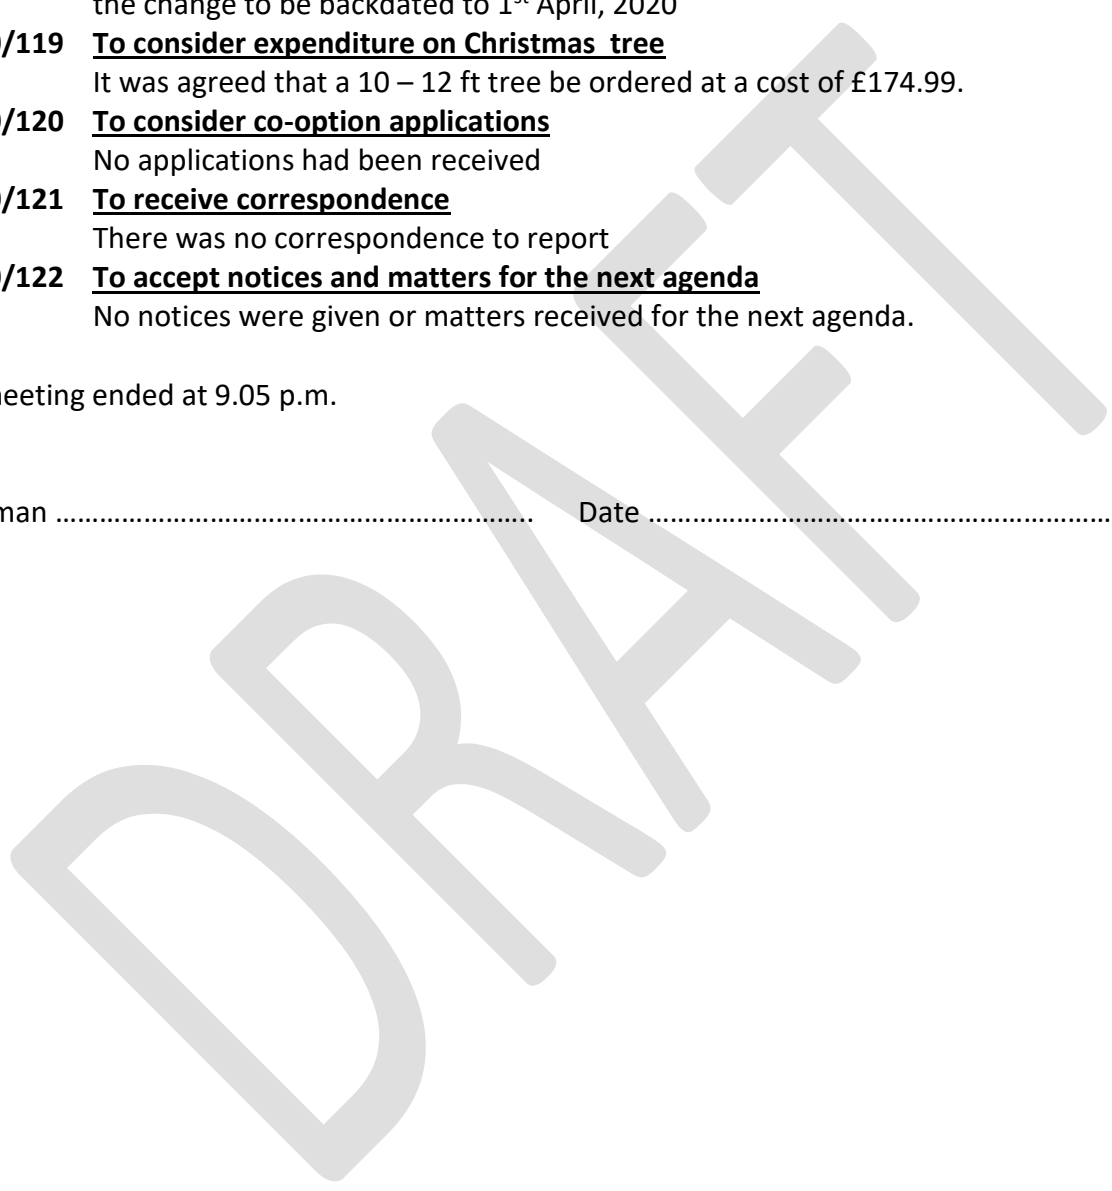 the change to be backdated to 1st April, 2020
/119 To consider expenditure on Christmas tree
It was agreed that a 10 – 12 ft tree be ordered at a cost of £174.99.
/120 To consider co-option applications
No applications had been received
/121 To receive correspondence
There was no correspondence to report
/122 To accept notices and matters for the next agenda
No notices were given or matters received for the next agenda.
eeting ended at 9.05 p.m.
man ………………………………………………………….. Date ………………………………………………………
DRAFT